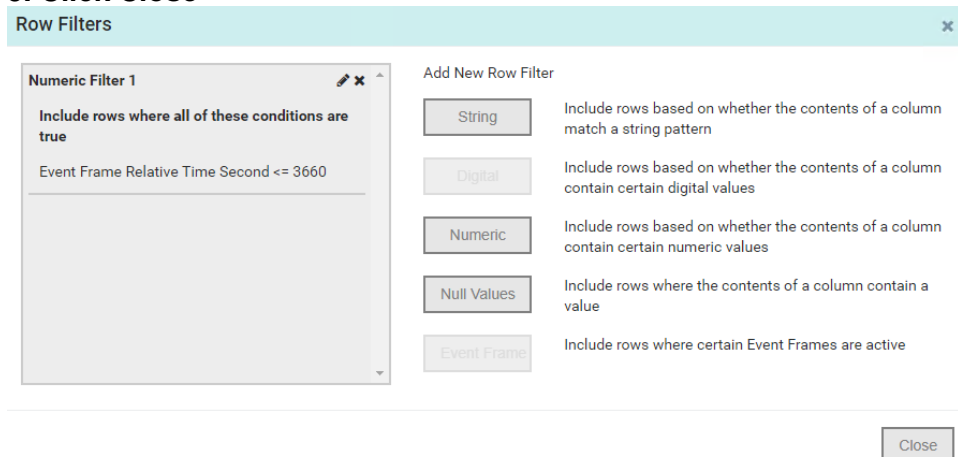 Row Filters
Numeric Filter 1
Include rows where all of these conditions are
true
Event Frame Relative Time Second <= 3660
Add New Row Filter
String
Include rows based on whether the contents of a column
match a string pattern
Digital
Include rows based on whether the contents of a column
contain certain digital values
Numeric
Include rows based on whether the contents of a column
contain certain numeric values
Null Values
Include rows where the contents of a column contain a
value
Event Frame
Include rows where certain Event Frames are active
Close